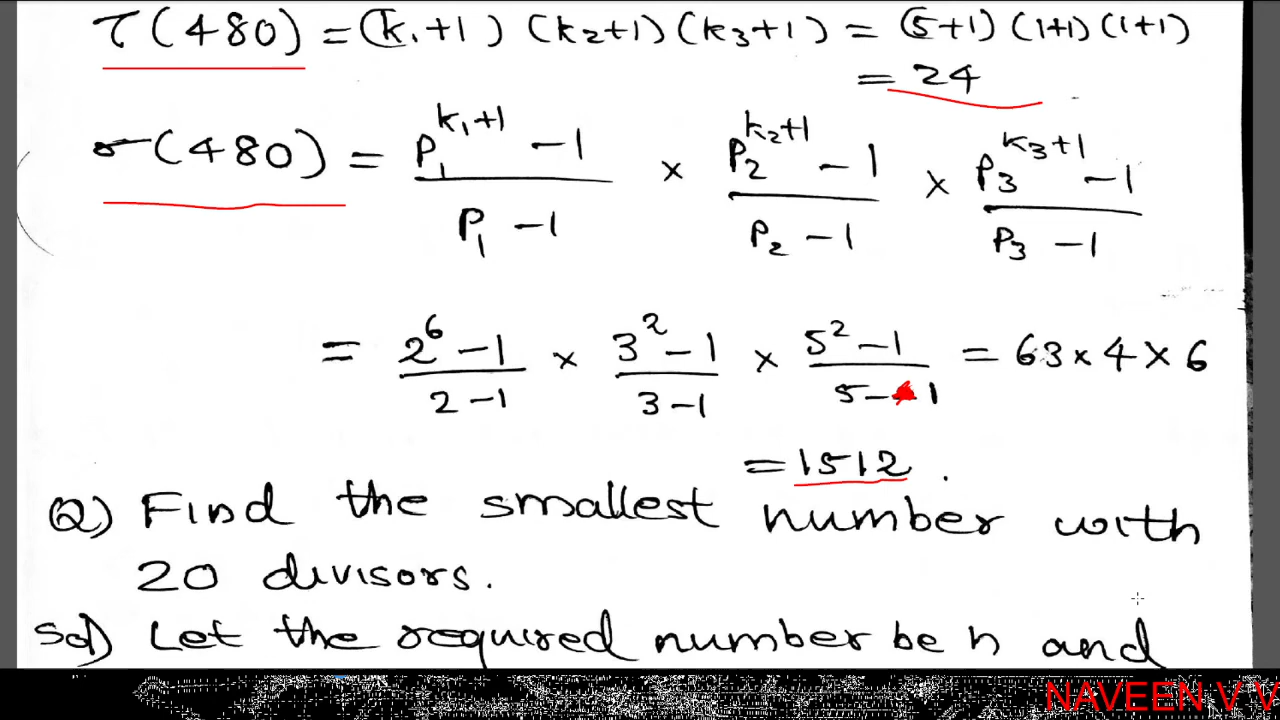 τ(480) = (k₁+1) (k₂+1) (k₃+1) = (5+1) (1+1) (1+1)
= 24
σ(480) = (P₁^(k₁+1) − 1)/(P₁ − 1) × (P₂^(k₂+1) − 1)/(P₂ − 1) × (P₃^(k₃+1) − 1)/(P₃ − 1)
= (2⁶ − 1)/(2 − 1) × (3² − 1)/(3 − 1) × (5² − 1)/(5 − 1) = 63 × 4 × 6
= 1512.
Q) Find the smallest number with
20 divisors.
Sol) Let the required number be n and
NAVEEN V V